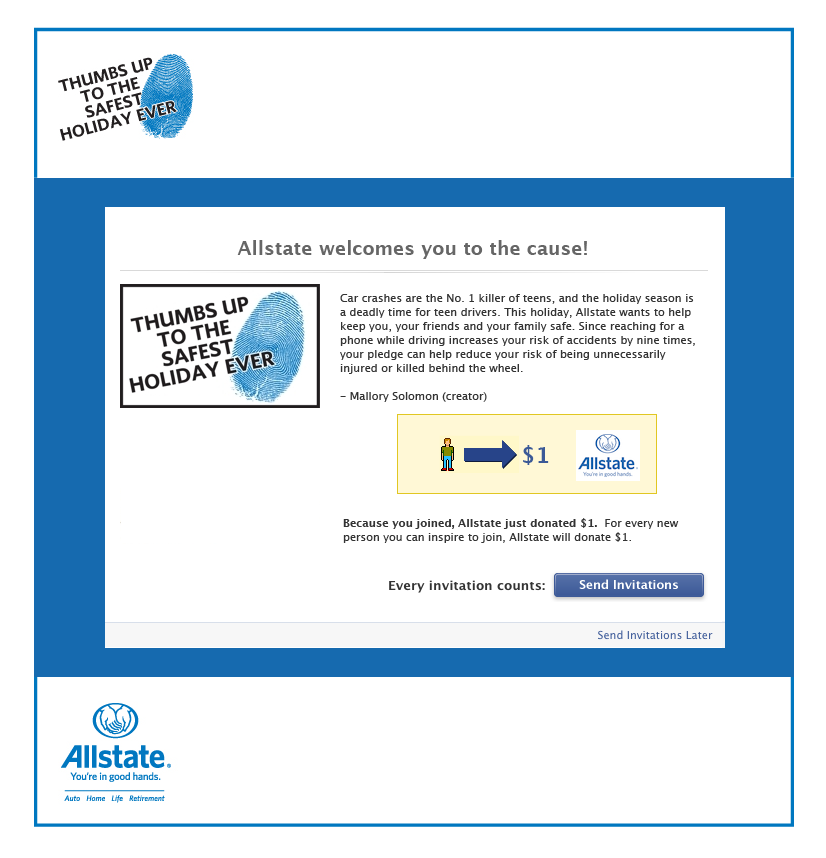 THUMBS UP
TO THE
SAFEST
HOLIDAY EVER
Allstate welcomes you to the cause!
THUMBS UP
TO THE
SAFEST
HOLIDAY EVER
Car crashes are the No. 1 killer of teens, and the holiday season is
a deadly time for teen drivers. This holiday, Allstate wants to help
keep you, your friends and your family safe. Since reaching for a
phone while driving increases your risk of accidents by nine times,
your pledge can help reduce your risk of being unnecessarily
injured or killed behind the wheel.
– Mallory Solomon (creator)
$1
Allstate.
You're in good hands.
Because you joined, Allstate just donated $1. For every new
person you can inspire to join, Allstate will donate $1.
Every invitation counts: Send Invitations
Send Invitations Later
Allstate®
You're in good hands.
Auto Home Life Retirement